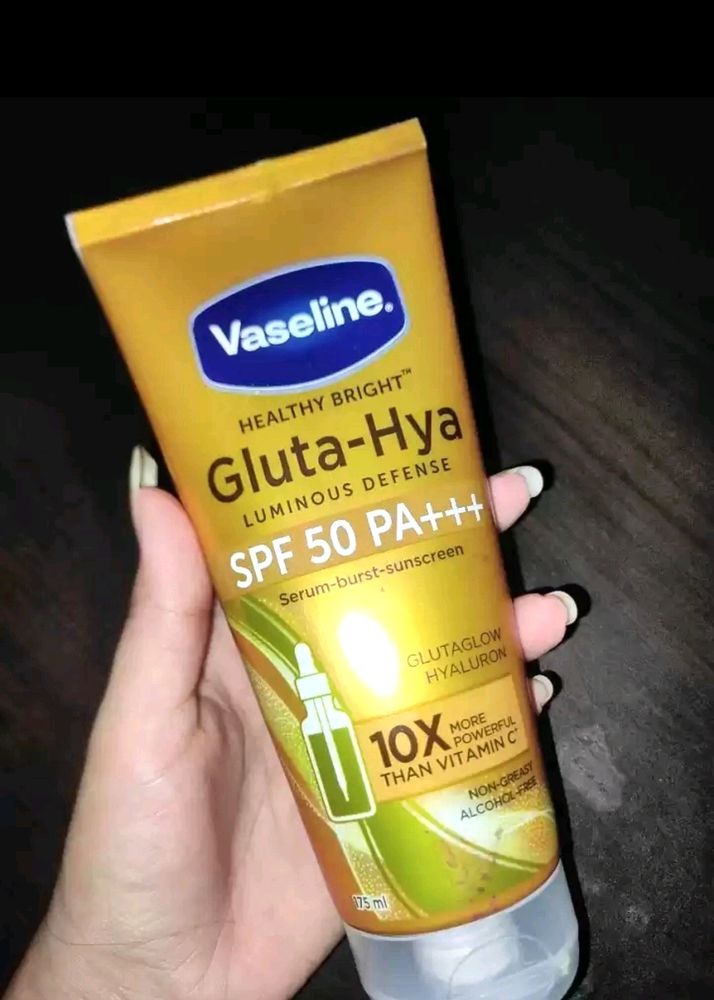 Vaseline.
HEALTHY BRIGHT™
Gluta-Hya
LUMINOUS DEFENSE
SPF 50 PA+++
Serum-burst-sunscreen
GLUTAGLOW
HYALURON
10X MORE
POWERFUL
THAN VITAMIN C*
NON-GREASY
ALCOHOL-FREE
175 ml